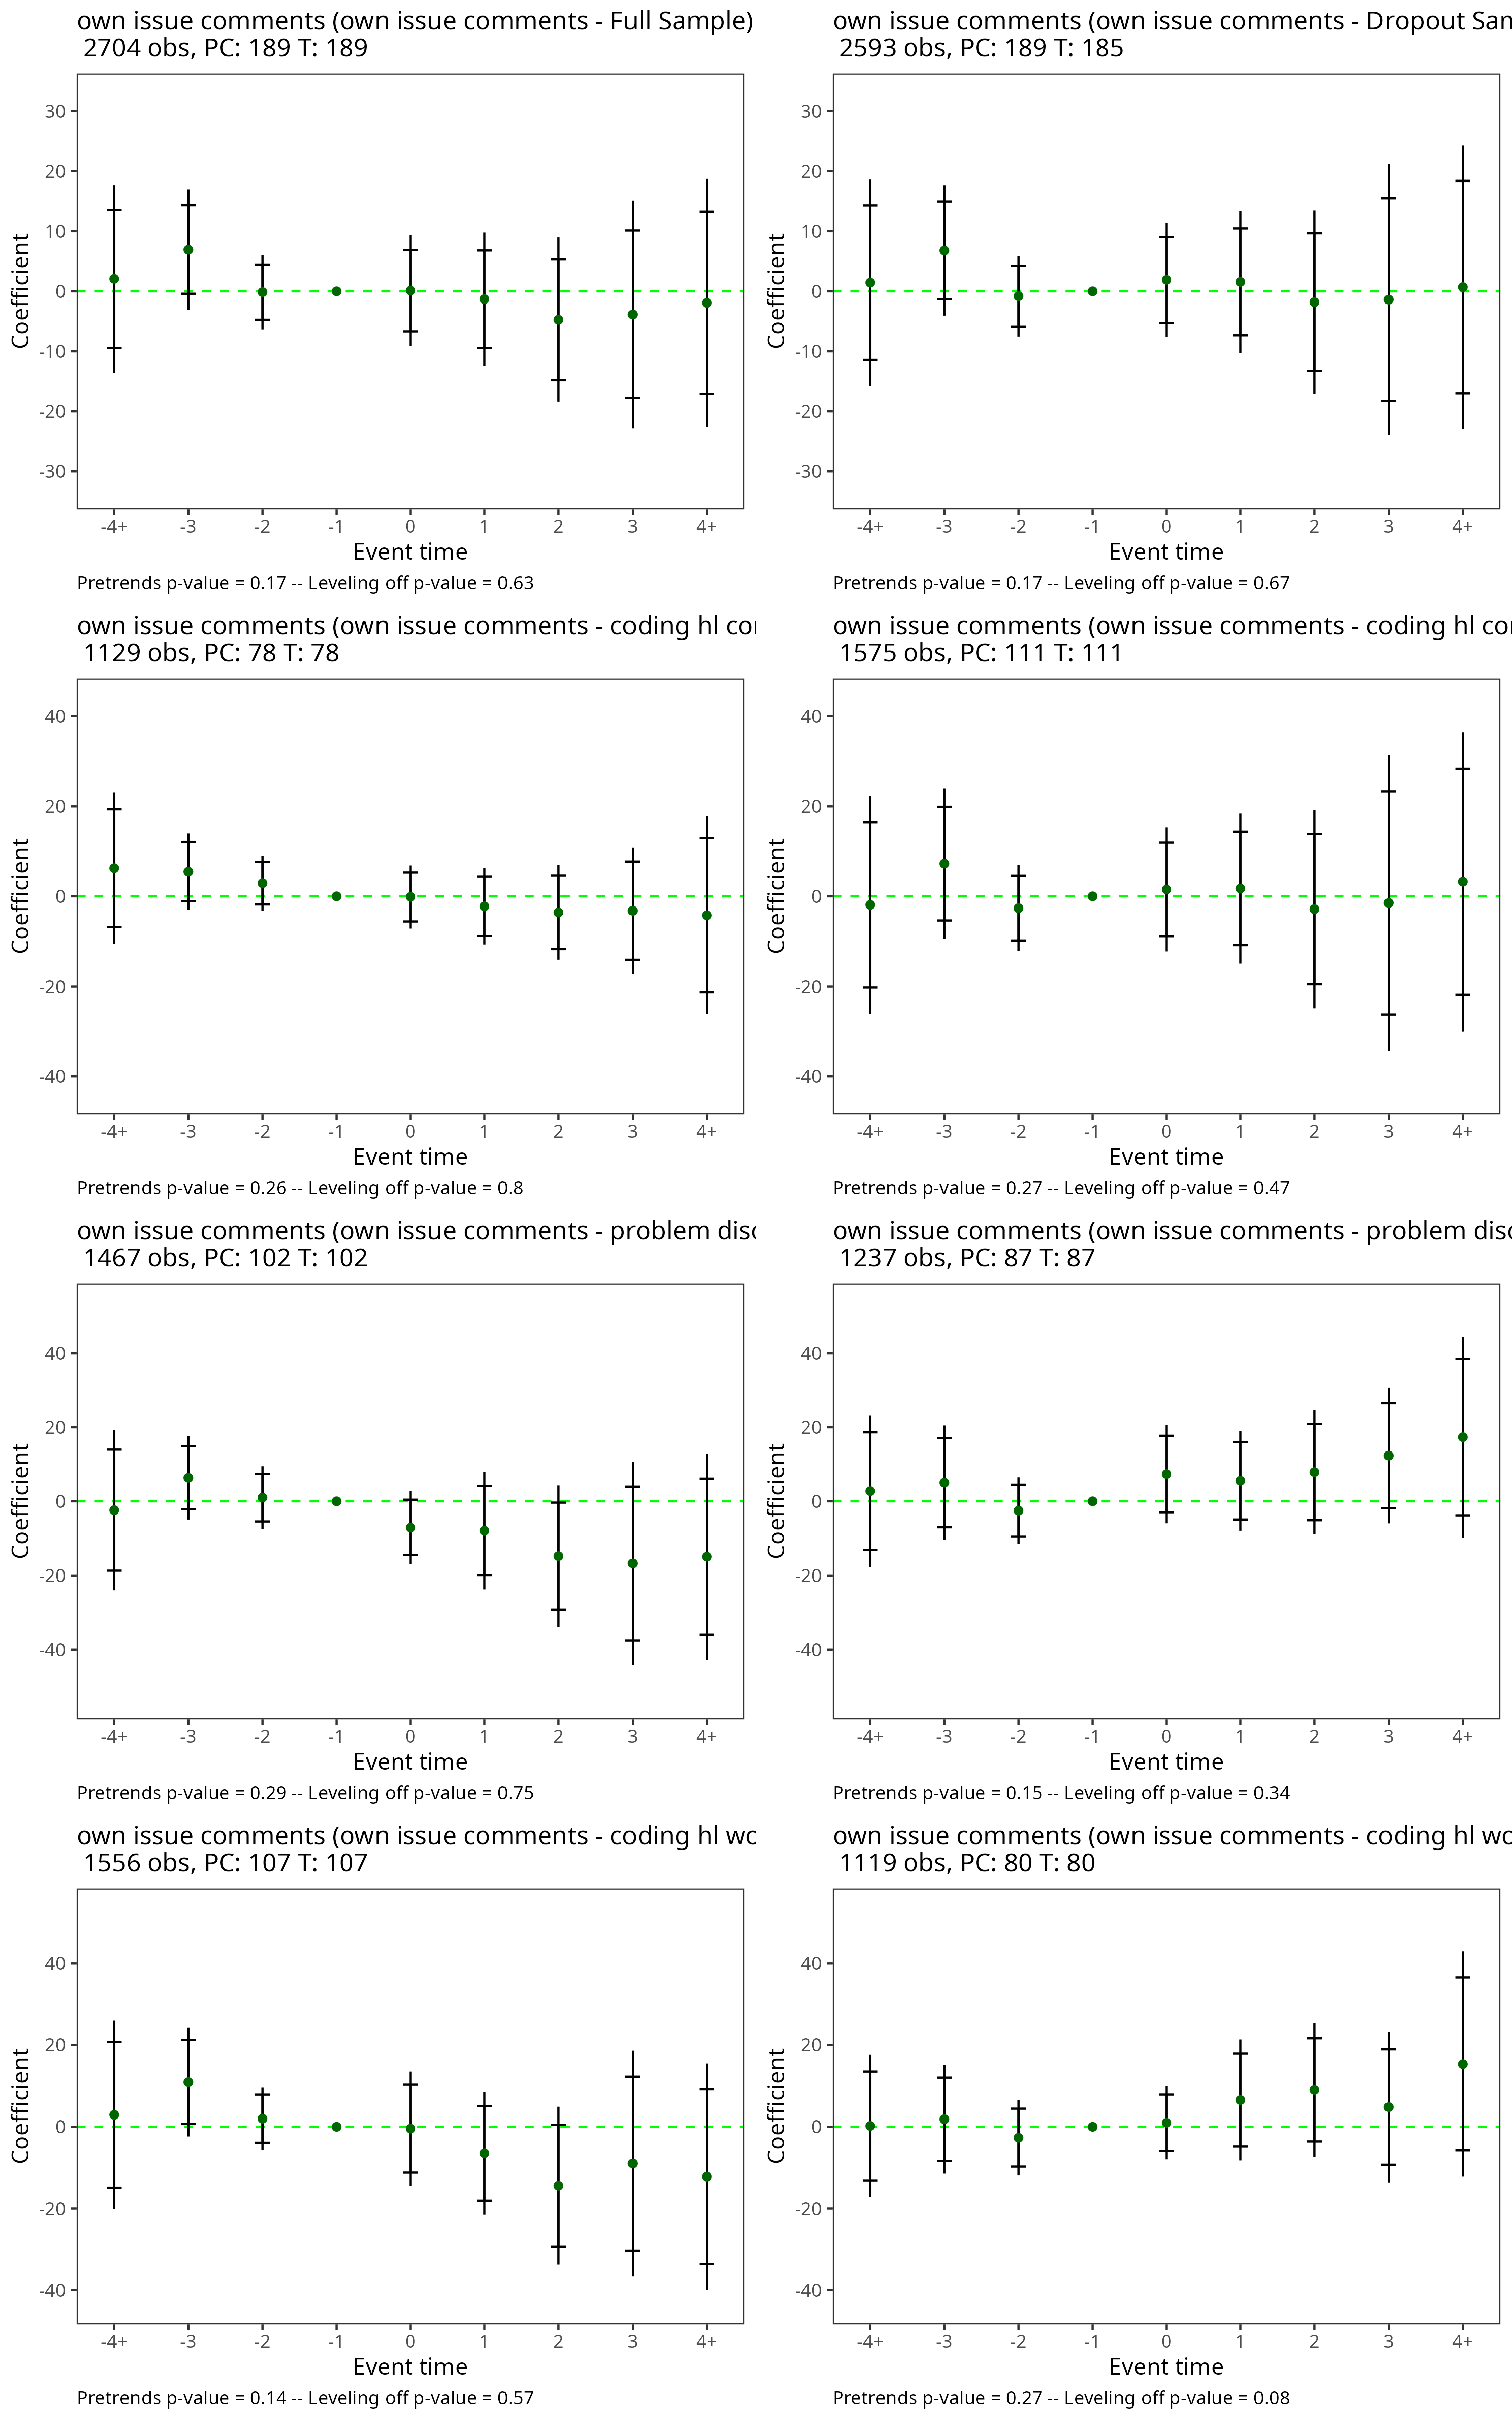 own issue comments (own issue comments - Full Sample)
2704 obs, PC: 189 T: 189
30
20
10
0
-10
-20
-30
Coefficient
-4+ -3 -2 -1 0 1 2 3 4+
Event time
Pretrends p-value = 0.17 -- Leveling off p-value = 0.63
own issue comments (own issue comments - Dropout
2593 obs, PC: 189 T: 185
30
20
10
0
-10
-20
-30
Coefficient
-4+ -3 -2 -1 0 1 2 3 4+
Event time
Pretrends p-value = 0.17 -- Leveling off p-value = 0.67
own issue comments (own issue comments - coding hl
1129 obs, PC: 78 T: 78
40
20
0
-20
-40
Coefficient
-4+ -3 -2 -1 0 1 2 3 4+
Event time
Pretrends p-value = 0.26 -- Leveling off p-value = 0.8
own issue comments (own issue comments - coding hl
1575 obs, PC: 111 T: 111
40
20
0
-20
-40
Coefficient
-4+ -3 -2 -1 0 1 2 3 4+
Event time
Pretrends p-value = 0.27 -- Leveling off p-value = 0.47
own issue comments (own issue comments - problem
1467 obs, PC: 102 T: 102
40
20
0
-20
-40
Coefficient
-4+ -3 -2 -1 0 1 2 3 4+
Event time
Pretrends p-value = 0.29 -- Leveling off p-value = 0.75
own issue comments (own issue comments - problem
1237 obs, PC: 87 T: 87
40
20
0
-20
-40
Coefficient
-4+ -3 -2 -1 0 1 2 3 4+
Event time
Pretrends p-value = 0.15 -- Leveling off p-value = 0.34
own issue comments (own issue comments - coding hl
1556 obs, PC: 107 T: 107
40
20
0
-20
-40
Coefficient
-4+ -3 -2 -1 0 1 2 3 4+
Event time
Pretrends p-value = 0.14 -- Leveling off p-value = 0.57
own issue comments (own issue comments - coding hl
1119 obs, PC: 80 T: 80
40
20
0
-20
-40
Coefficient
-4+ -3 -2 -1 0 1 2 3 4+
Event time
Pretrends p-value = 0.27 -- Leveling off p-value = 0.08